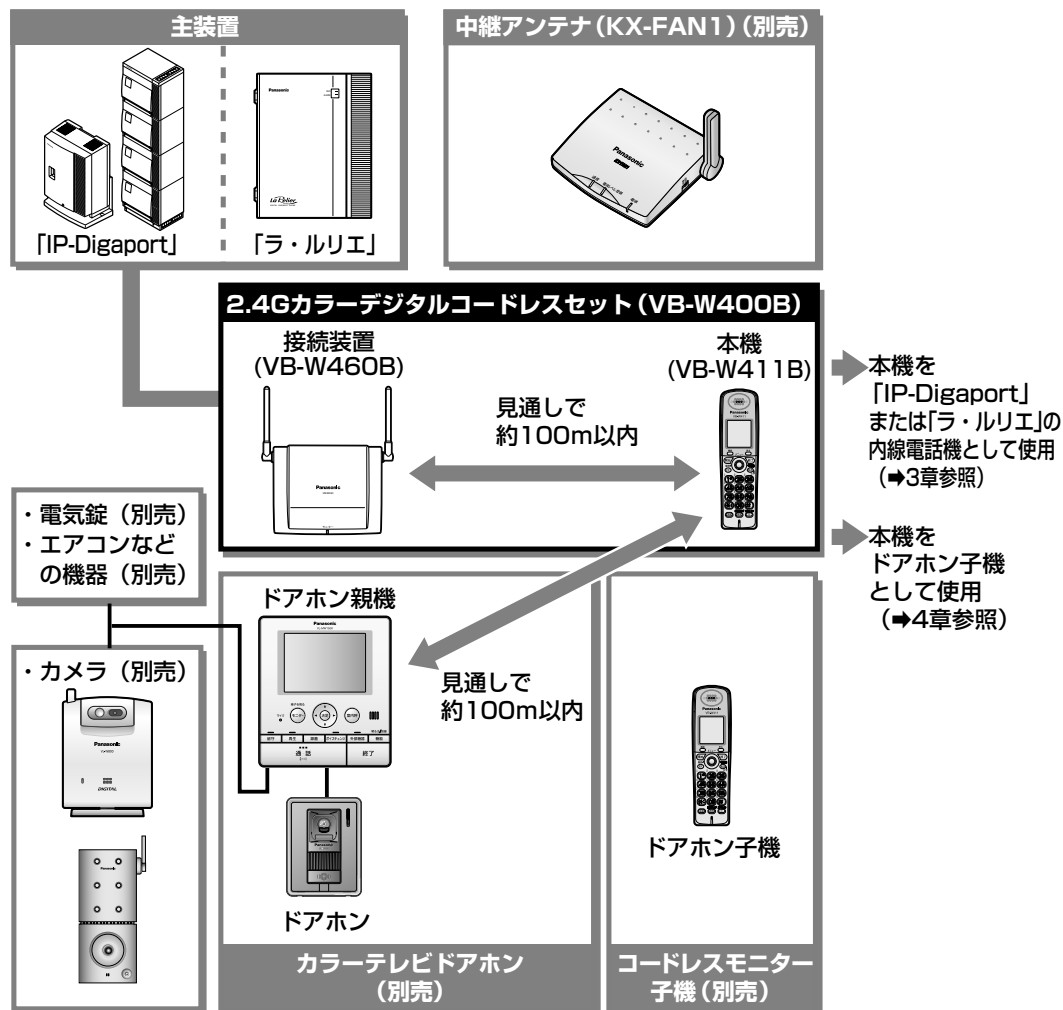 主装置
「IP-Digaport」
「ラ・ルリエ」
中継アンテナ(KX-FAN1)(別売)
Panasonic
2.4Gカラーデジタルコードレスセット(VB-W400B)
接続装置
(VB-W460B)
Panasonic
見通しで
約100m以内
本機
(VB-W411B)
本機を
「IP-Digaport」
または「ラ・ルリエ」の
内線電話機として使用
(➡3章参照)
本機を
ドアホン子機
として使用
(➡4章参照)
・電気錠(別売)
・エアコンなど
の機器(別売)
・カメラ(別売)
Panasonic
DIGITAL
ドアホン親機
Panasonic
通話
終了
見通しで
約100m以内
ドアホン
カラーテレビドアホン
(別売)
ドアホン子機
コードレスモニター
子機(別売)